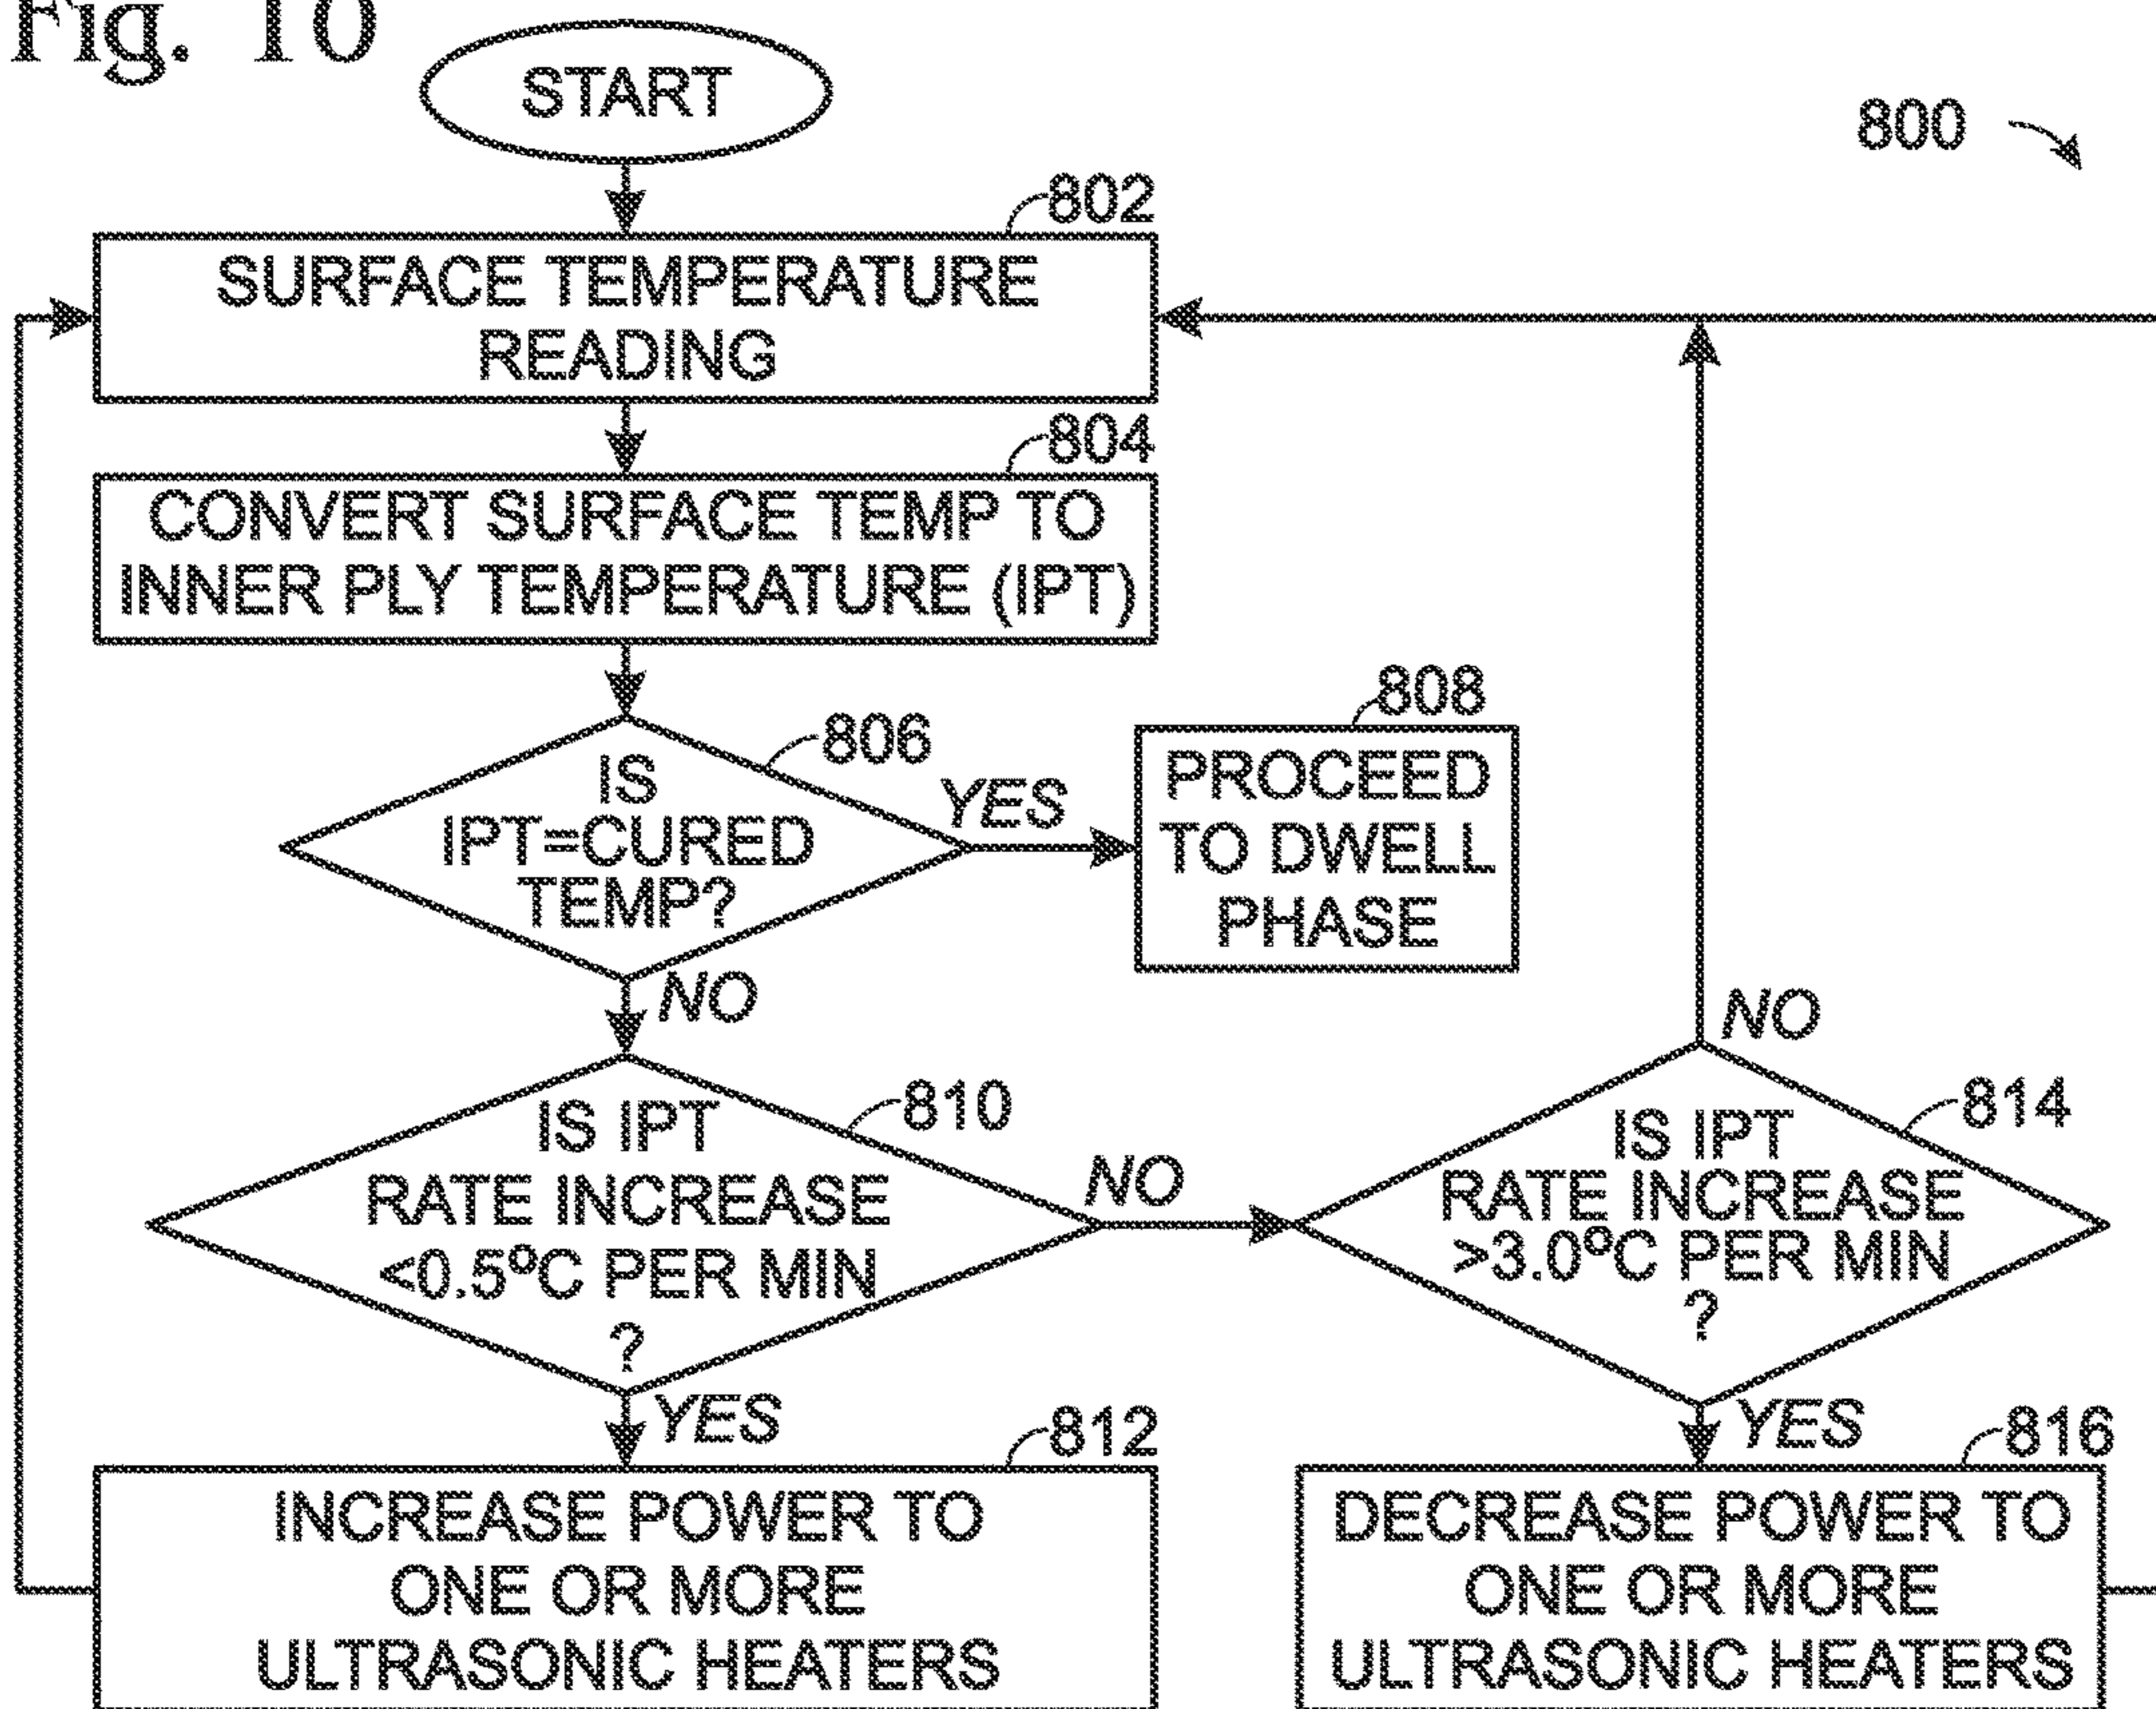 Fig. 10
START
800
802
SURFACE TEMPERATURE
READING
804
CONVERT SURFACE TEMP TO
INNER PLY TEMPERATURE (IPT)
806
IS
IPT=CURED
TEMP?
YES
808
PROCEED
TO DWELL
PHASE
NO
810
IS IPT
RATE INCREASE
<0.5°C PER MIN
?
NO
814
IS IPT
RATE INCREASE
>3.0°C PER MIN
?
NO
YES
812
INCREASE POWER TO
ONE OR MORE
ULTRASONIC HEATERS
YES
816
DECREASE POWER TO
ONE OR MORE
ULTRASONIC HEATERS